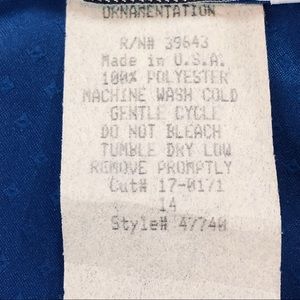 ORNAMENTATION
R/N# 39643
Made in U.S.A.
100% POLYESTER
MACHINE WASH COLD
GENTLE CYCLE
DO NOT BLEACH
TUMBLE DRY LOW
REMOVE PROMPTLY
Cut# 17-0171
14
Style# 47740